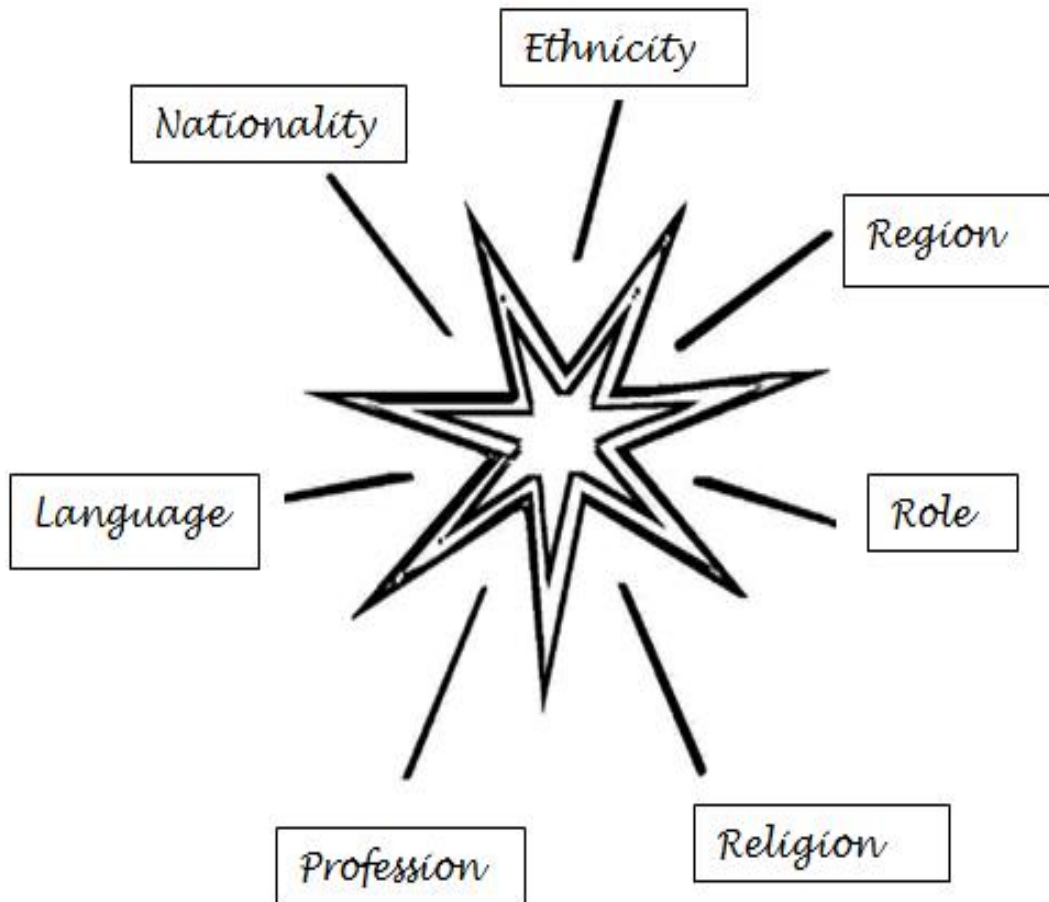 Ethnicity
Nationality
Region
Language
Role
Profession
Religion